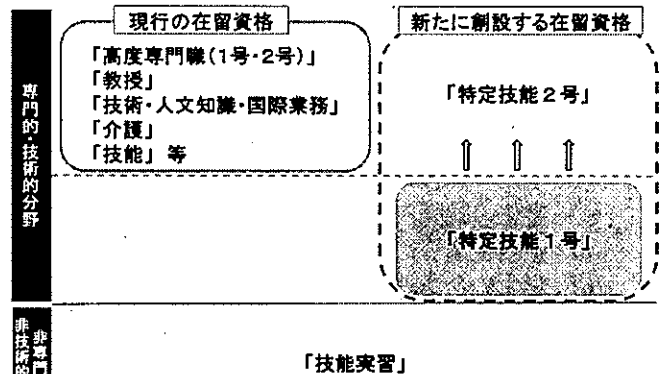 現行の在留資格
「高度専門職(1号・2号)」
「教授」
「技術・人文知識・国際業務」
「介護」
「技能」等
新たに創設する在留資格
「特定技能2号」
「特定技能1号」
専門的・技術的分野
「技能実習」
非専門
非技術的